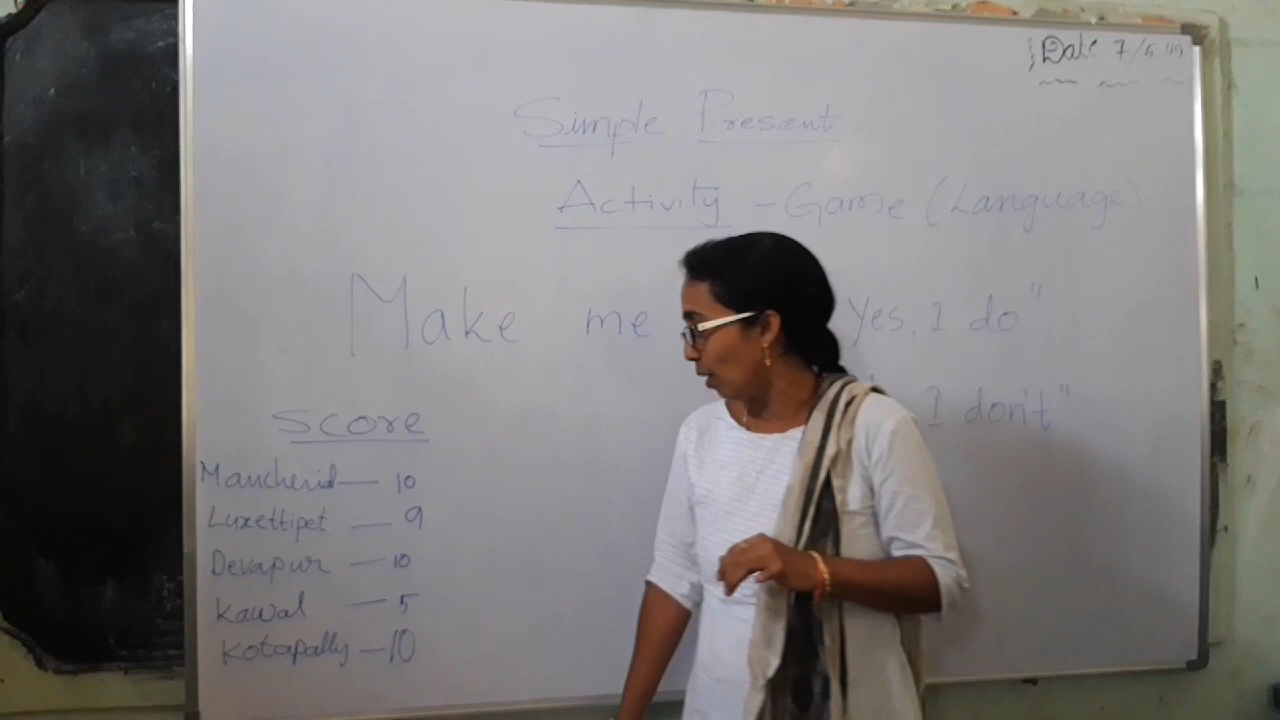 Date 7/5/19
Simple Present
Activity - Game (Language)
Make me Yes, I do"
I don't"
Score
Mancherial — 10
Luxettipet — 9
Devapur — 10
Kawal — 5
Kotapally — 10